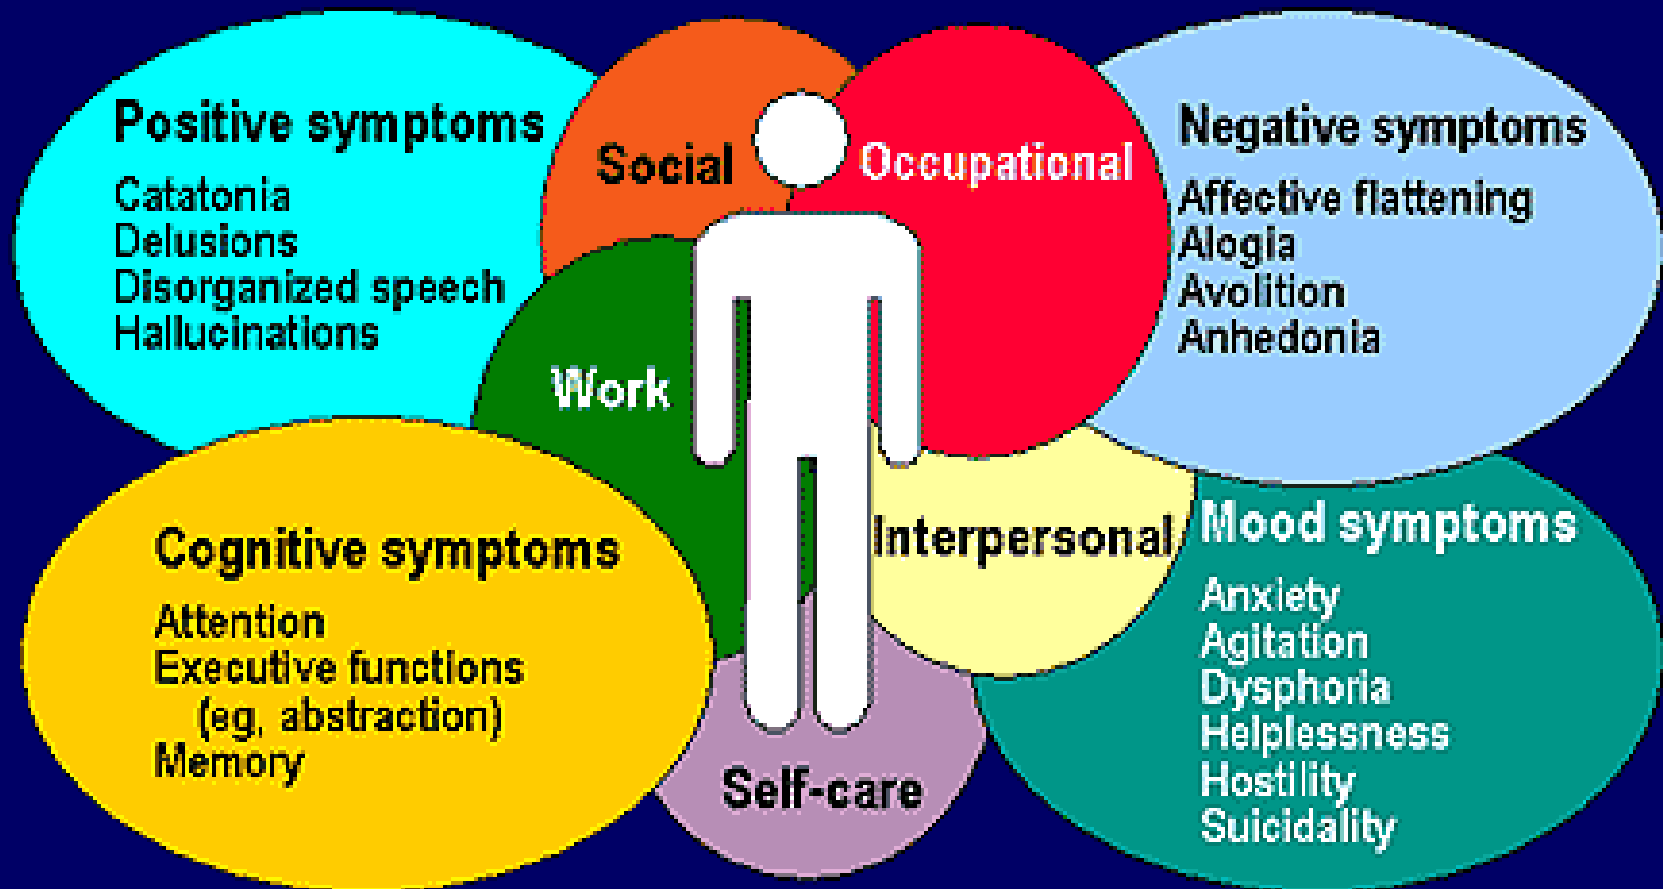 Positive symptoms
Catatonia
Delusions
Disorganized speech
Hallucinations
Social
Occupational
Negative symptoms
Affective flattening
Alogia
Avolition
Anhedonia
Work
Cognitive symptoms
Attention
Executive functions
(eg, abstraction)
Memory
Interpersonal
Mood symptoms
Anxiety
Agitation
Dysphoria
Helplessness
Hostility
Suicidality
Self-care